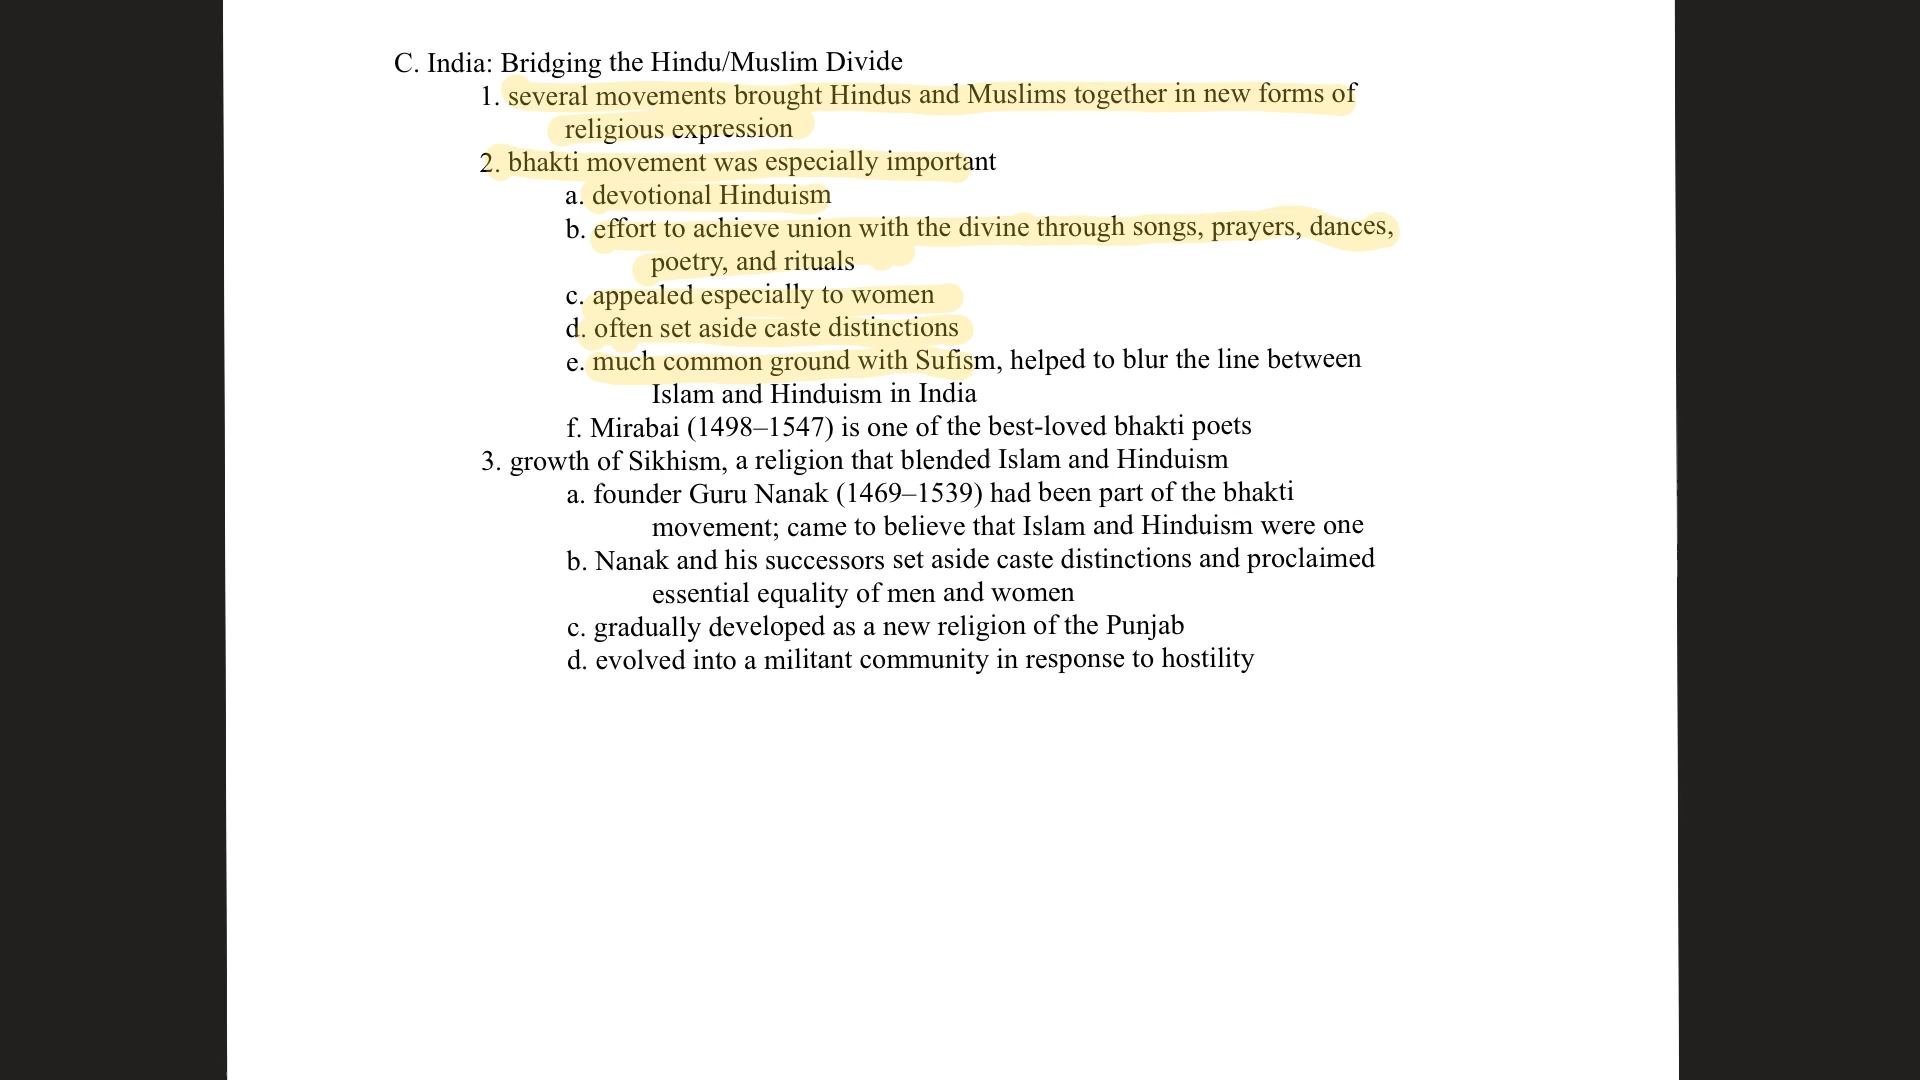 C. India: Bridging the Hindu/Muslim Divide
1. several movements brought Hindus and Muslims together in new forms of
religious expression
2. bhakti movement was especially important
a. devotional Hinduism
b. effort to achieve union with the divine through songs, prayers, dances,
poetry, and rituals
c. appealed especially to women
d. often set aside caste distinctions
e. much common ground with Sufism, helped to blur the line between
Islam and Hinduism in India
f. Mirabai (1498–1547) is one of the best-loved bhakti poets
3. growth of Sikhism, a religion that blended Islam and Hinduism
a. founder Guru Nanak (1469–1539) had been part of the bhakti
movement; came to believe that Islam and Hinduism were one
b. Nanak and his successors set aside caste distinctions and proclaimed
essential equality of men and women
c. gradually developed as a new religion of the Punjab
d. evolved into a militant community in response to hostility